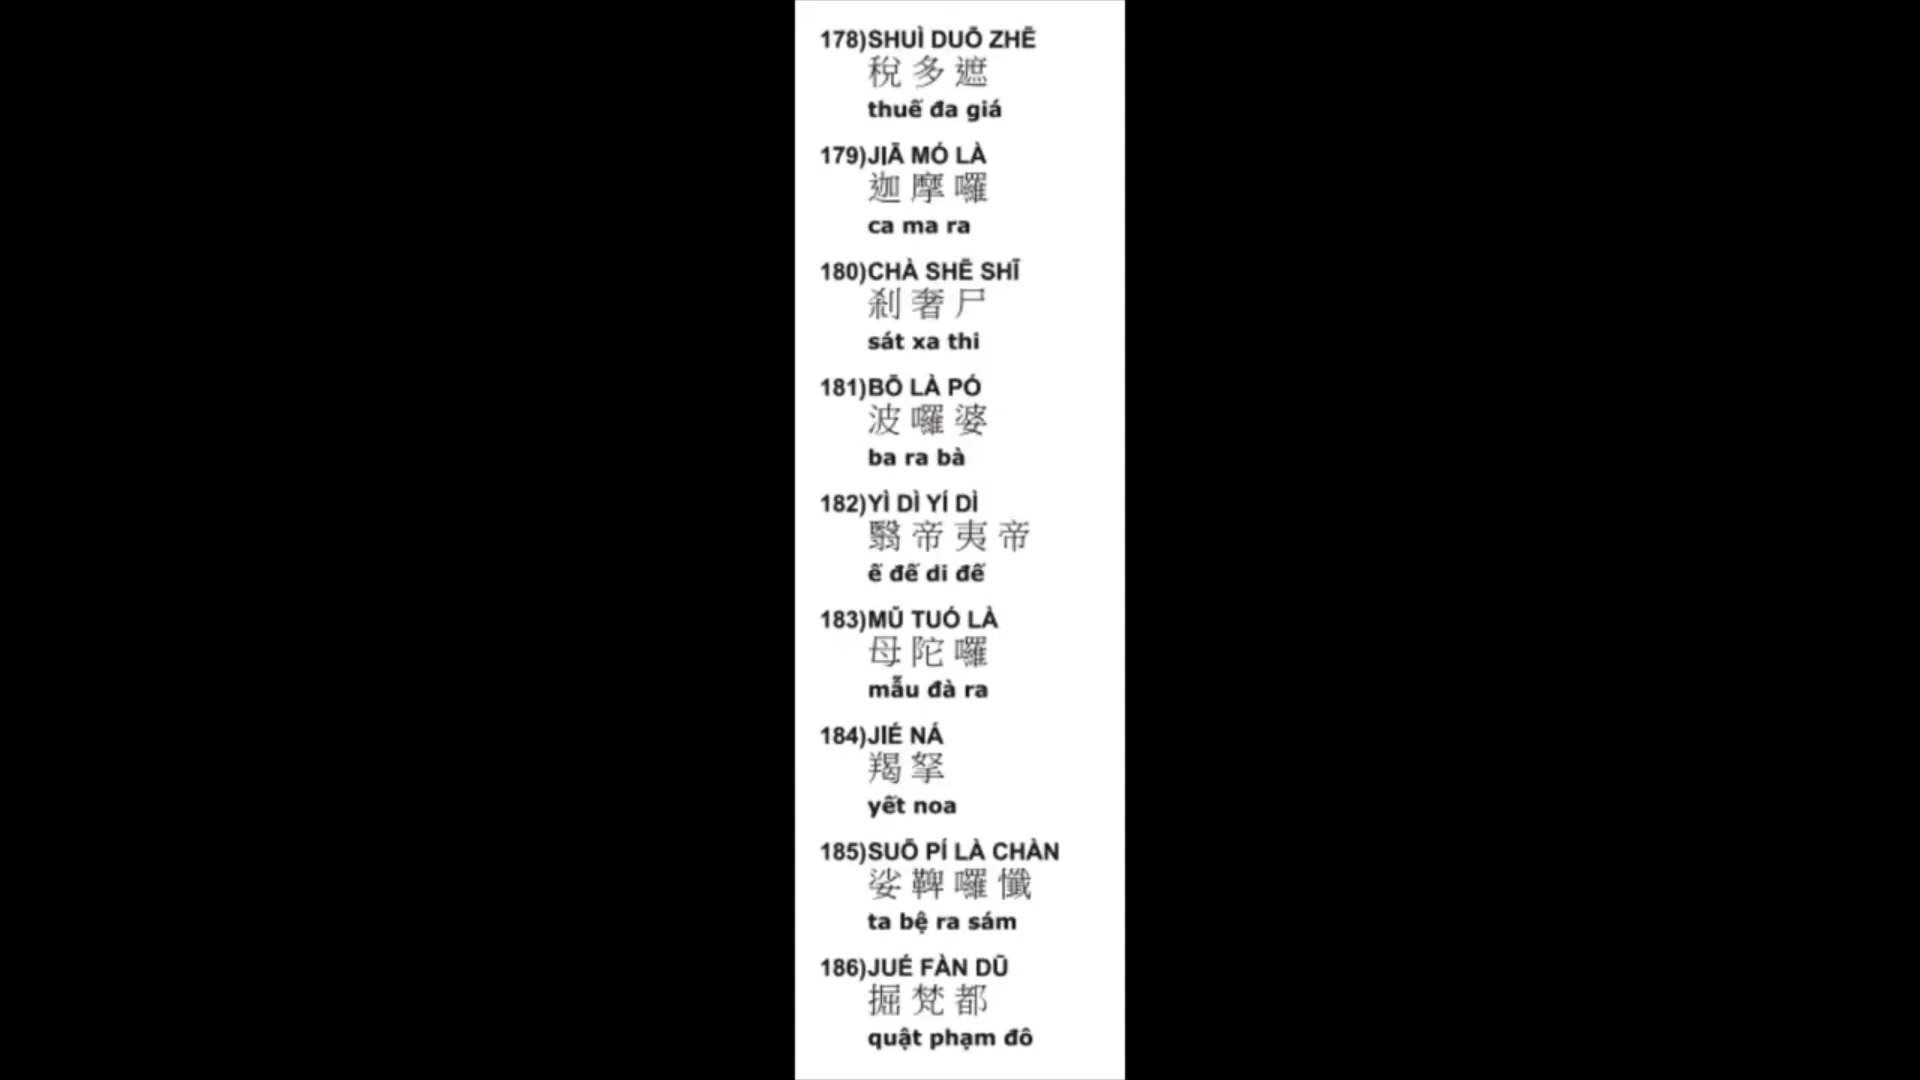 178)SHUÌ DUŌ ZHĒ
稅 多 遮
thuế đa giá
179)JIĀ MÓ LÀ
迦 摩 囉
ca ma ra
180)CHÀ SHĒ SHĪ
剎 奢 尸
sát xa thi
181)BŌ LÀ PÓ
波 囉 婆
ba ra bà
182)YÌ DÌ YÍ DÌ
翳 帝 夷 帝
ế đế di đế
183)MŬ TUÓ LÀ
母 陀 囉
mẫu đà ra
184)JIÉ NÁ
羯 拏
yết noa
185)SUŌ PÍ LÀ CHÀN
娑 鞞 囉 懺
ta bệ ra sám
186)JUÉ FÀN DŪ
掘 梵 都
quật phạm đô